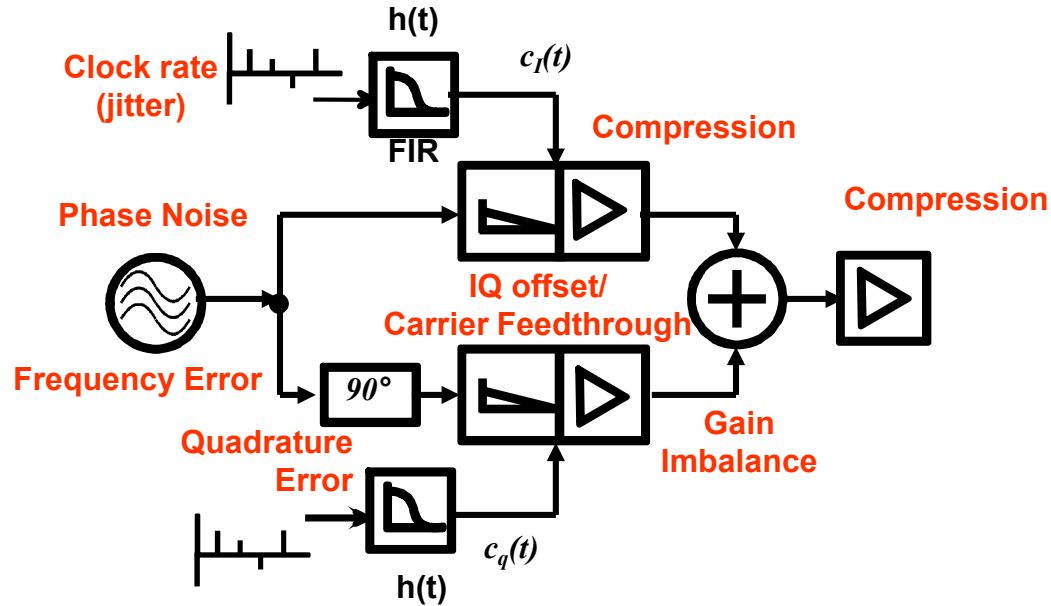 h(t)
Clock rate
(jitter)
c_I(t)
FIR
Compression
Phase Noise
Compression
IQ offset/
Carrier Feedthrough
Frequency Error
90°
Gain
Imbalance
Quadrature
Error
c_q(t)
h(t)